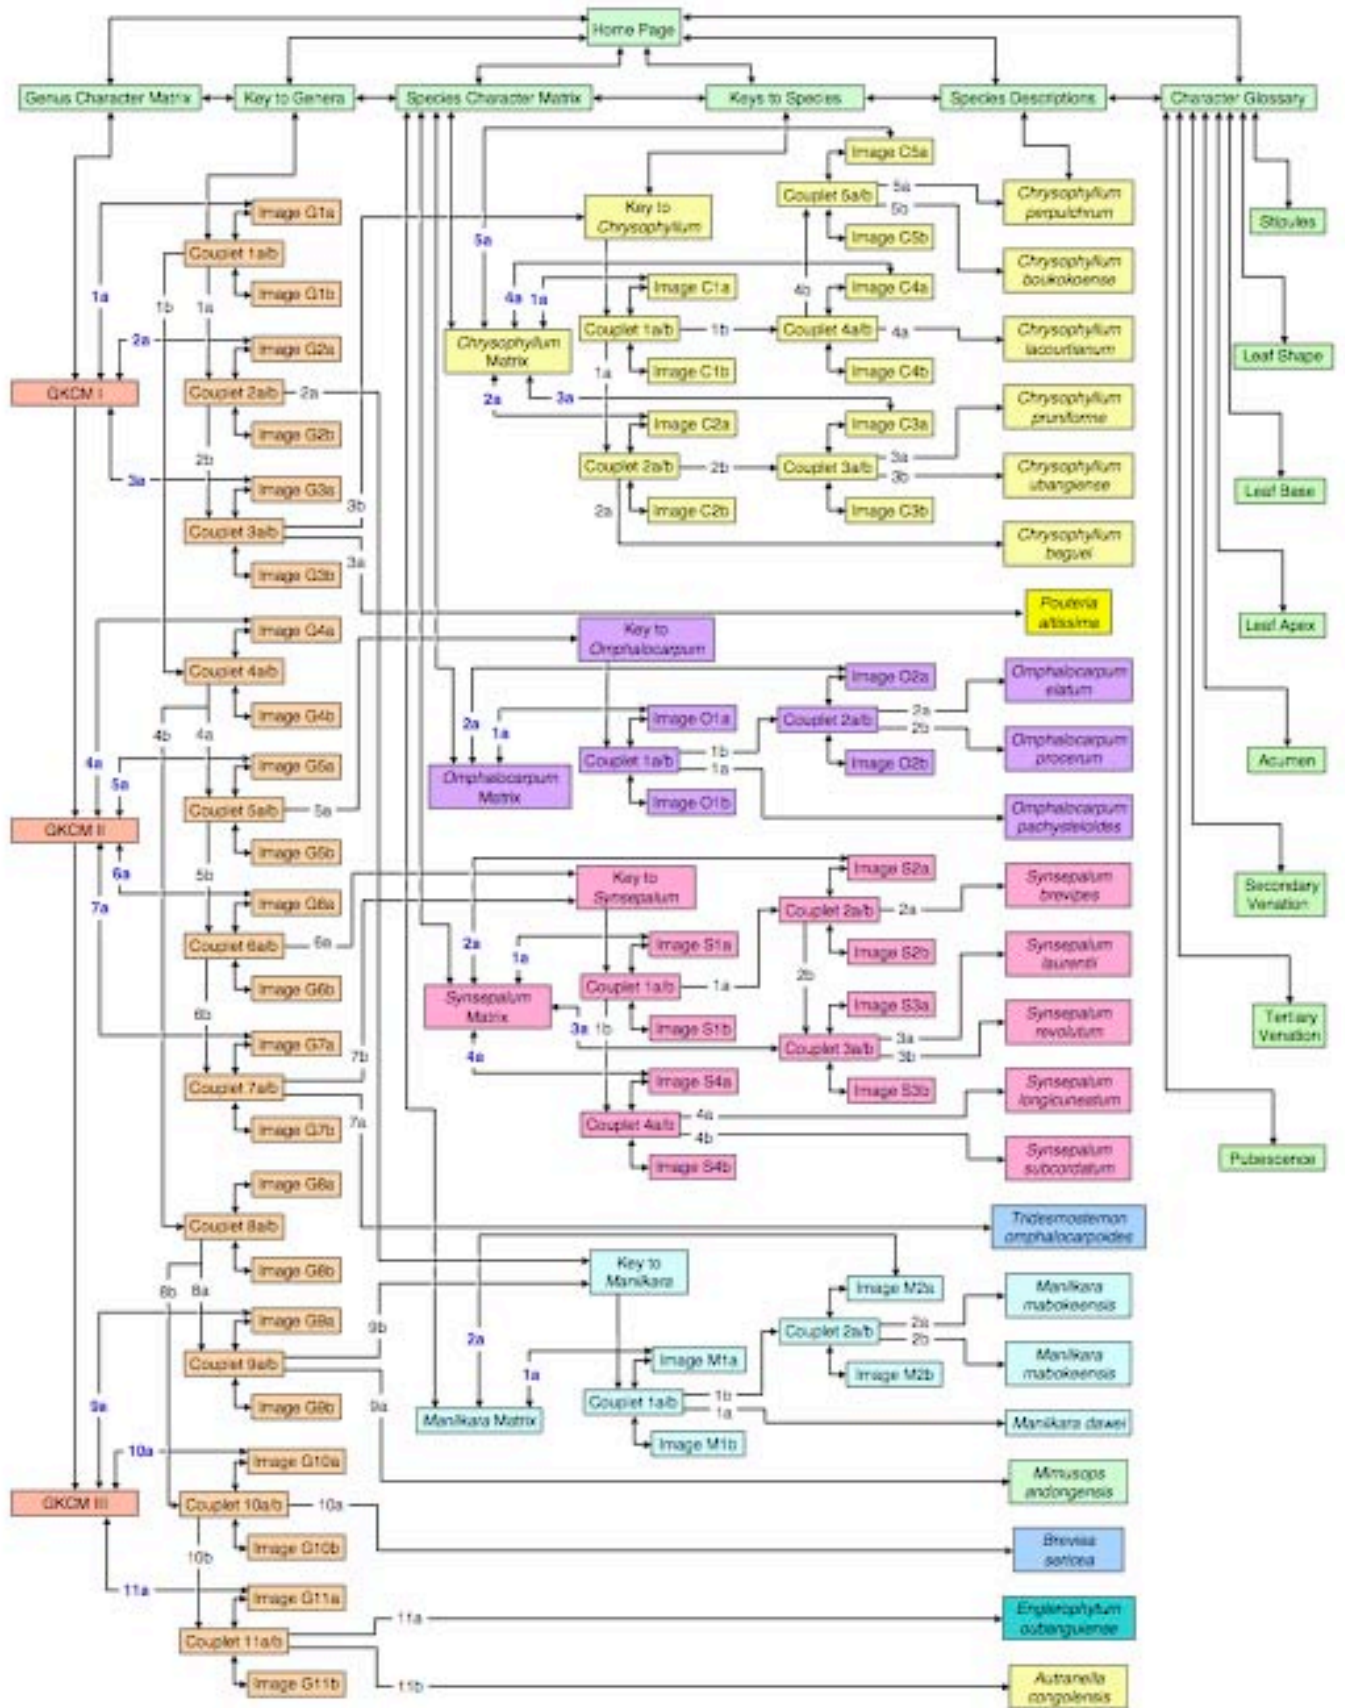 Home Page
Genus Character Matrix
Key to Genera
Species Character Matrix
Keys to Species
Species Descriptions
Character Glossary
Image G1a
Couplet 1a/b
Image G1b
1a
1b
1a
2a
Image G2a
GKCM I
Couplet 2a/b
2a
Image G2b
2b
3a
Image G3a
Couplet 3a/b
3b
3a
Image G3b
Image G4a
Couplet 4a/b
Image G4b
4b
4a
4a
5a
Image G5a
Couplet 5a/b
5a
GKCM II
Image G5b
5b
6a
7a
Image G6a
Couplet 6a/b
6a
Image G6b
6b
Image G7a
7b
Couplet 7a/b
7a
Image G7b
Image G8a
Couplet 8a/b
Image G8b
8b
8a
Image G9a
9b
Couplet 9a/b
9a
9a
Image G9b
10a
Image G10a
GKCM III
Couplet 10a/b
10a
Image G10b
10b
11a
Image G11a
Couplet 11a/b
11a
Image G11b
11b
Key to
Chrysophyllum
5a
4a
1a
Chrysophyllum
Matrix
2a
3a
Image C1a
Couplet 1a/b
1b
Image C1b
1a
Image C2a
Couplet 2a/b
2b
Image C2b
2a
Image C5a
Couplet 5a/b
5a
5b
Image C5b
4b
Image C4a
Couplet 4a/b
4a
Image C4b
Image C3a
Couplet 3a/b
3a
3b
Image C3b
Chrysophyllum
perpulchrum
Chrysophyllum
boukokoense
Chrysophyllum
lacourtianum
Chrysophyllum
pruniforme
Chrysophyllum
ubangiense
Chrysophyllum
beguei
Pouteria
altissima
Key to
Omphalocarpum
2a
1a
Omphalocarpum
Matrix
Image O1a
Couplet 1a/b
1b
1a
Image O1b
Image O2a
Couplet 2a/b
2a
2b
Image O2b
Omphalocarpum
elatum
Omphalocarpum
procerum
Omphalocarpum
pachysteloides
Key to
Synsepalum
2a
1a
Synsepalum
Matrix
3a
4a
Image S1a
Couplet 1a/b
1a
Image S1b
1b
Image S4a
Couplet 4a/b
4a
4b
Image S4b
Image S2a
Couplet 2a/b
2a
Image S2b
2b
Image S3a
Couplet 3a/b
3a
3b
Image S3b
Synsepalum
brevipes
Synsepalum
laurentii
Synsepalum
revolutum
Synsepalum
longicuneatum
Synsepalum
subcordatum
Tridesmostemon
omphalocarpoides
Key to
Manilkara
2a
1a
Manilkara Matrix
Image M1a
Couplet 1a/b
1b
1a
Image M1b
Image M2a
Couplet 2a/b
2a
2b
Image M2b
Manilkara
mabokeensis
Manilkara
mabokeensis
Manilkara dawei
Mimusops
andongensis
Breviea
sericea
Englerophytum
oubanguiense
Autranella
congolensis
Stipules
Leaf Shape
Leaf Base
Leaf Apex
Acumen
Secondary
Venation
Tertiary
Venation
Pubescence